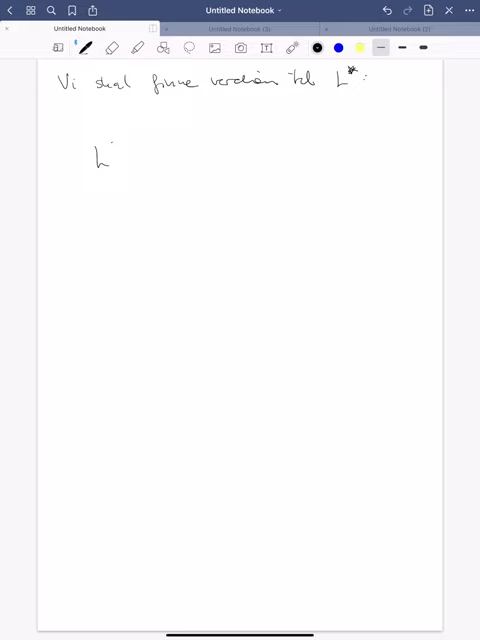 Untitled Notebook
Untitled Notebook
Untitled Notebook (3)
Untitled Notebook (2)
Vi skal finne verdien til L*:
L